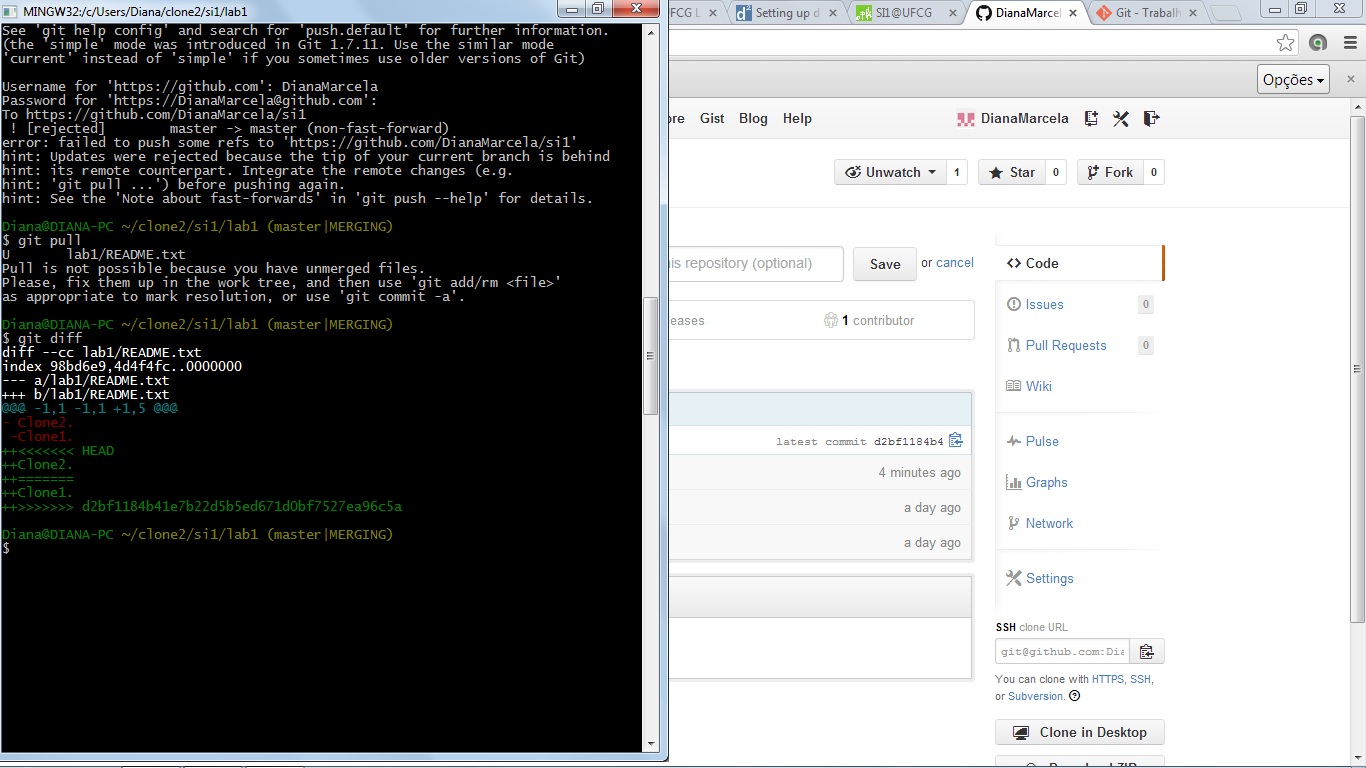 MINGW32:/c/Users/Diana/clone2/si1/lab1
See 'git help config' and search for 'push.default' for further information.
(the 'simple' mode was introduced in Git 1.7.11. Use the similar mode
'current' instead of 'simple' if you sometimes use older versions of Git)
Username for 'https://github.com': DianaMarcela
Password for 'https://DianaMarcela@github.com':
To https://github.com/DianaMarcela/si1
! [rejected]        master -> master (non-fast-forward)
error: failed to push some refs to 'https://github.com/DianaMarcela/si1'
hint: Updates were rejected because the tip of your current branch is behind
hint: its remote counterpart. Integrate the remote changes (e.g.
hint: 'git pull ...') before pushing again.
hint: See the 'Note about fast-forwards' in 'git push --help' for details.
Diana@DIANA-PC ~/clone2/si1/lab1 (master|MERGING)
$ git pull
U       lab1/README.txt
Pull is not possible because you have unmerged files.
Please, fix them up in the work tree, and then use 'git add/rm <file>'
as appropriate to mark resolution, or use 'git commit -a'.
Diana@DIANA-PC ~/clone2/si1/lab1 (master|MERGING)
$ git diff
diff --cc lab1/README.txt
index 98bd6e9,4d4f4fc..0000000
--- a/lab1/README.txt
+++ b/lab1/README.txt
@@@ -1,1 -1,1 +1,5 @@@
- Clone2.
 -Clone1.
++<<<<<<< HEAD
++Clone2.
++=======
++Clone1.
++>>>>>>> d2bf1184b41e7b22d5b5ed671d0bf7527ea96c5a
Diana@DIANA-PC ~/clone2/si1/lab1 (master|MERGING)
$
UFCG L
Setting up d
SI1@UFCG
DianaMarcel
Git - Trabalh
Opções
ore Gist Blog Help
DianaMarcela
Unwatch 1
Star 0
Fork 0
his repository (optional)
Save or cancel
eases
1 contributor
latest commit d2bf1184b4
4 minutes ago
a day ago
a day ago
Code
Issues 0
Pull Requests 0
Wiki
Pulse
Graphs
Network
Settings
SSH clone URL
git@github.com:Dia
You can clone with HTTPS, SSH,
or Subversion.
Clone in Desktop
Download ZIP